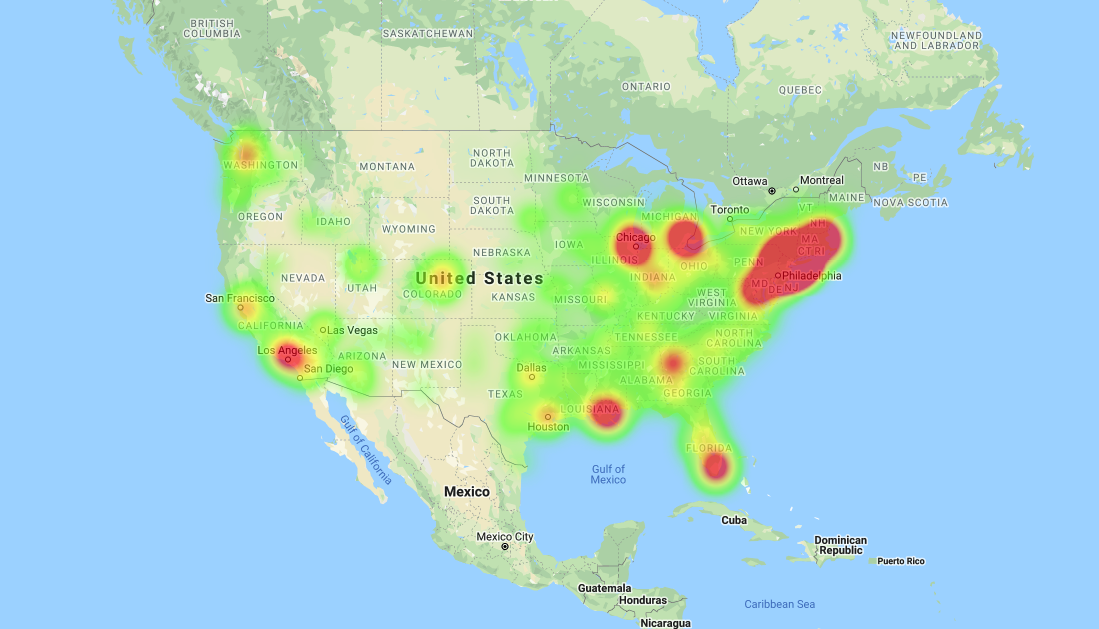 BRITISH
COLUMBIA
SASKATCHEWAN
NEWFOUNDLAND
AND LABRADOR
ONTARIO
QUEBEC
WASHINGTON
MONTANA
NORTH
DAKOTA
MINNESOTA
Ottawa
Montreal
NB
PE
MAINE
NOVA SCOTIA
OREGON
IDAHO
SOUTH
DAKOTA
WISCONSIN
MICHIGAN
Toronto
VT
NH
WYOMING
IOWA
Chicago
NEW YORK
MA
CT RI
NEBRASKA
ILLINOIS
OHIO
PENN
NEVADA
UTAH
United States
COLORADO
KANSAS
MISSOURI
INDIANA
WEST
VIRGINIA
Philadelphia
MD
DE NJ
San Francisco
CALIFORNIA
Las Vegas
KENTUCKY
VIRGINIA
Los Angeles
ARIZONA
NEW MEXICO
OKLAHOMA
ARKANSAS
TENNESSEE
NORTH
CAROLINA
San Diego
Dallas
MISSISSIPPI
ALABAMA
SOUTH
CAROLINA
TEXAS
LOUISIANA
GEORGIA
Houston
Gulf of California
FLORIDA
Gulf of
Mexico
Mexico
Mexico City
Cuba
Dominican
Republic
Puerto Rico
Guatemala
Honduras
Caribbean Sea
Nicaragua